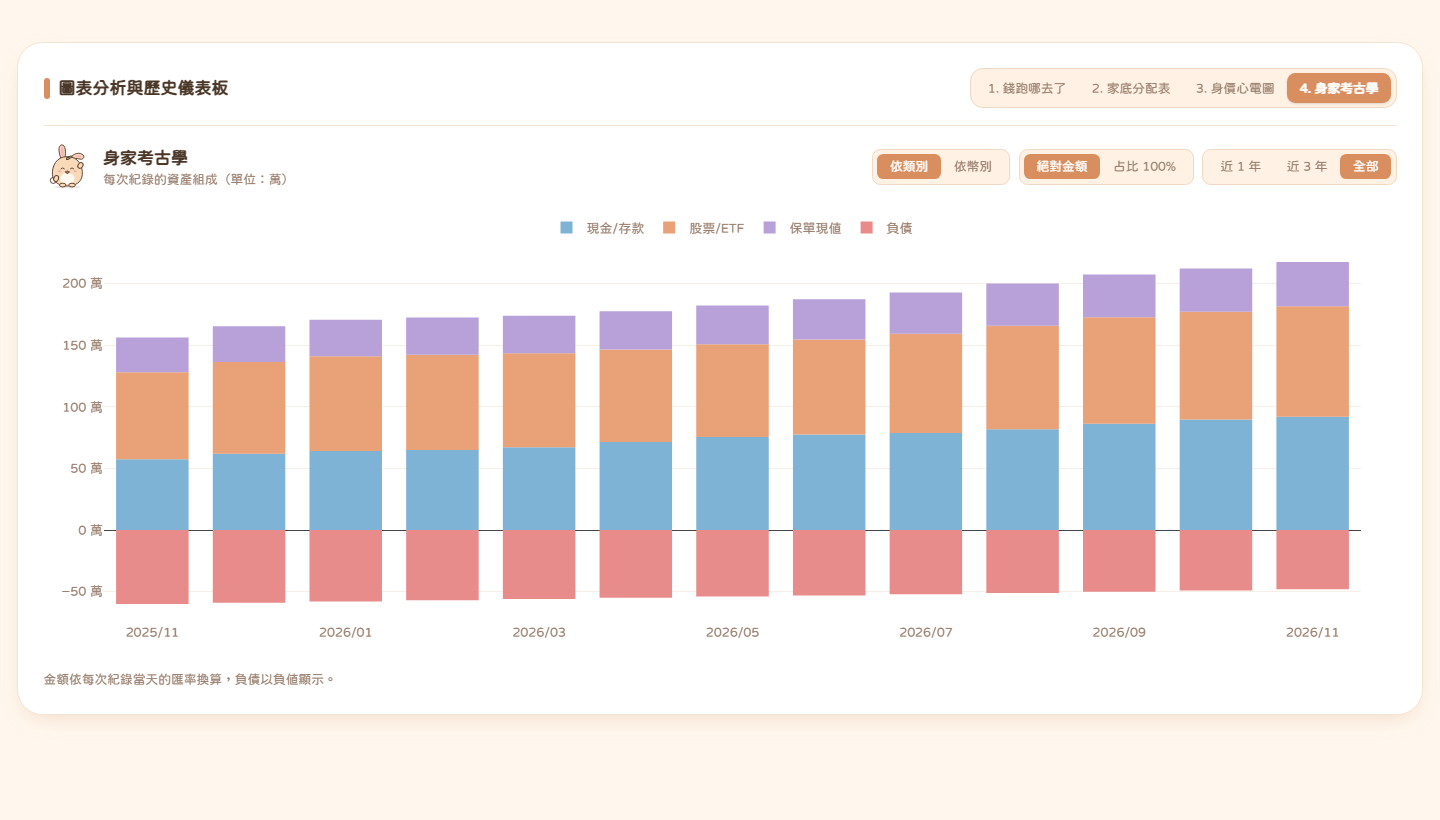 圖表分析與歷史儀表板
1. 錢跑哪去了 2. 家底分配表 3. 身價心電圖 4. 身家考古學
身家考古學
每次紀錄的資產組成（單位：萬）
依類別 依幣別 絕對金額 占比 100% 近 1 年 近 3 年 全部
現金/存款 股票/ETF 保單現值 負債
200 萬
150 萬
100 萬
50 萬
0 萬
−50 萬
2025/11 2026/01 2026/03 2026/05 2026/07 2026/09 2026/11
金額依每次紀錄當天的匯率換算，負債以負值顯示。